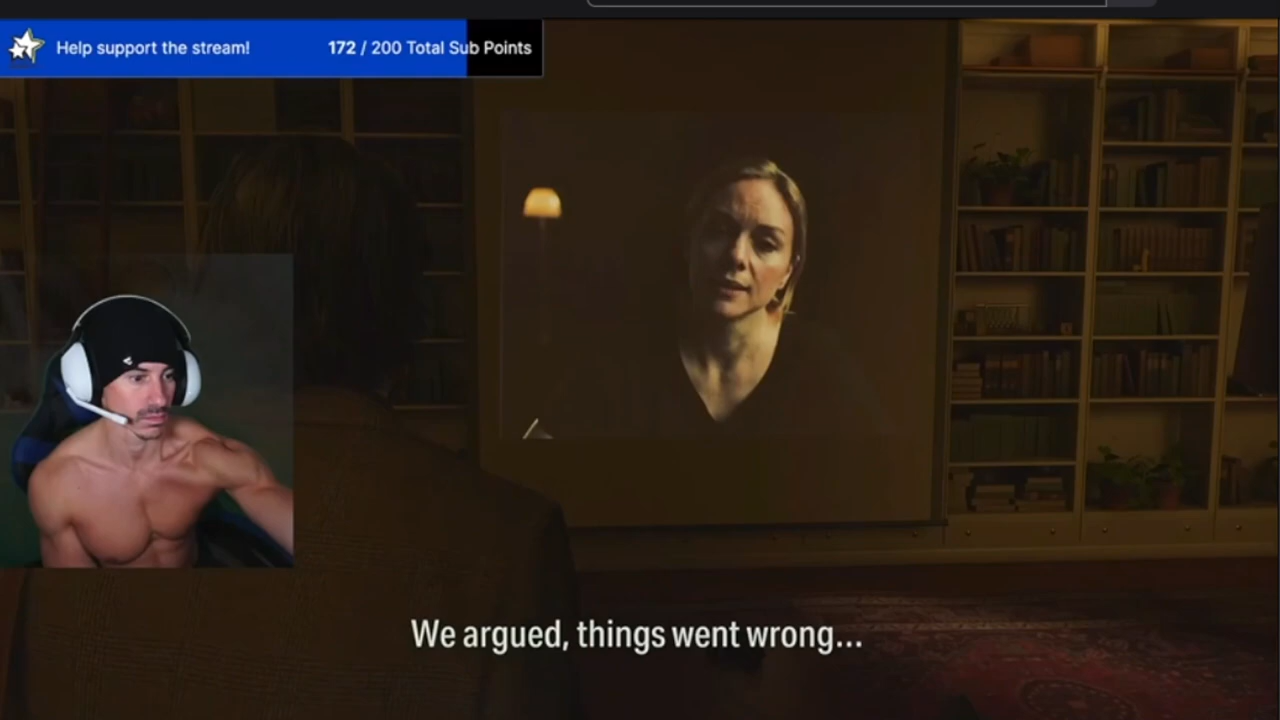 Help support the stream!
172 / 200 Total Sub Points
We argued, things went wrong...